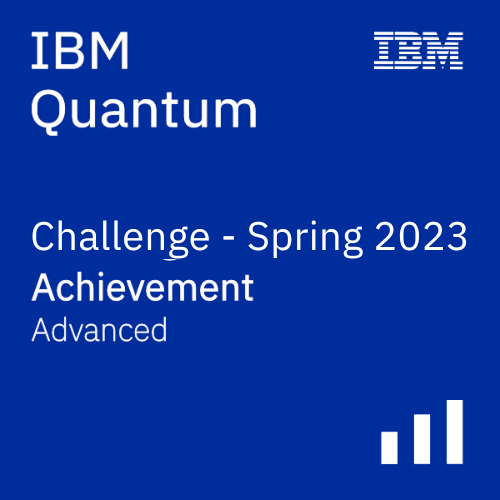 IBM
Quantum
IBM
Challenge - Spring 2023
Achievement
Advanced